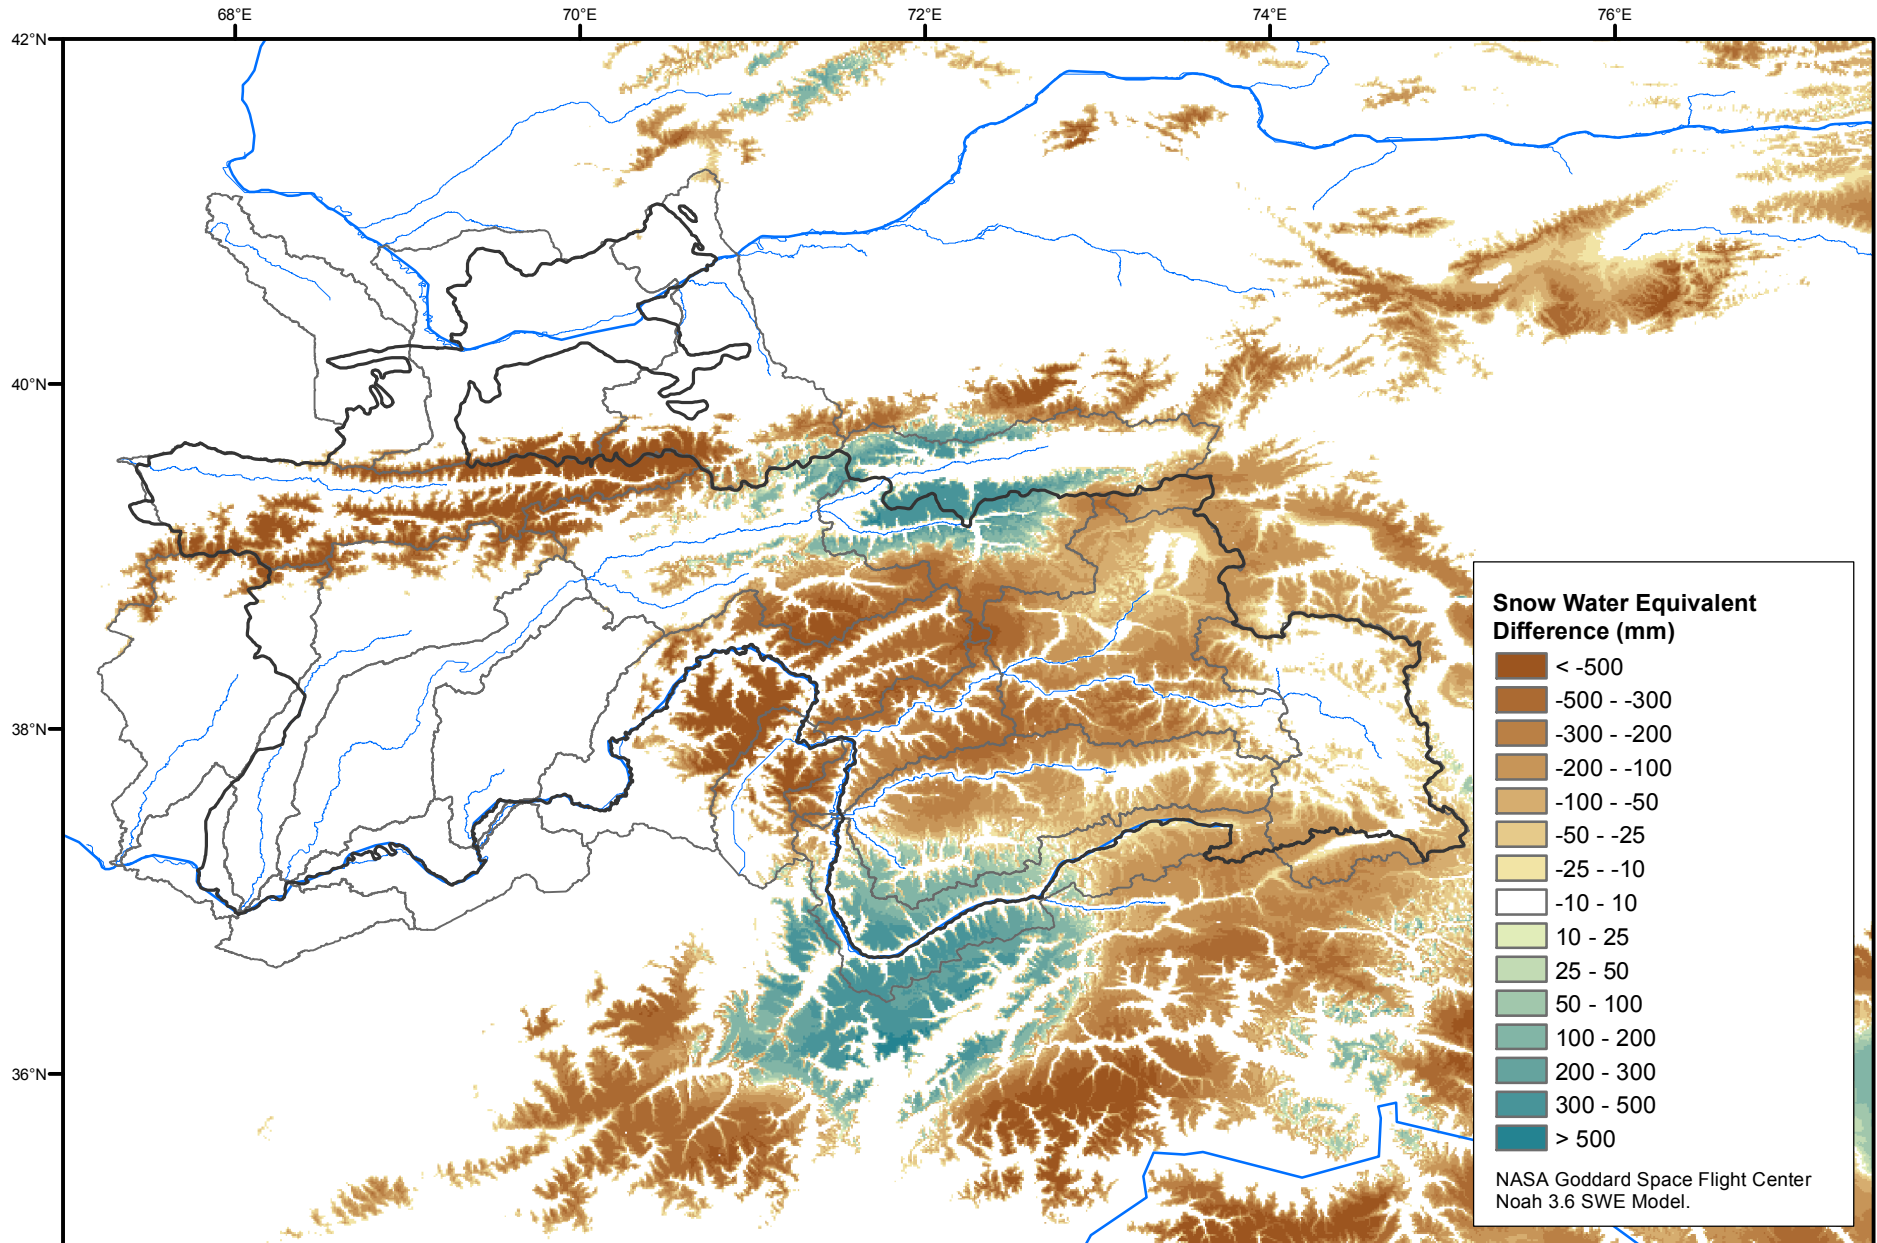 68°E 70°E 72°E 74°E 76°E
42°N
40°N
38°N
36°N
Snow Water Equivalent
Difference (mm)
< -500
-500 - -300
-300 - -200
-200 - -100
-100 - -50
-50 - -25
-25 - -10
-10 - 10
10 - 25
25 - 50
50 - 100
100 - 200
200 - 300
300 - 500
> 500
NASA Goddard Space Flight Center
Noah 3.6 SWE Model.